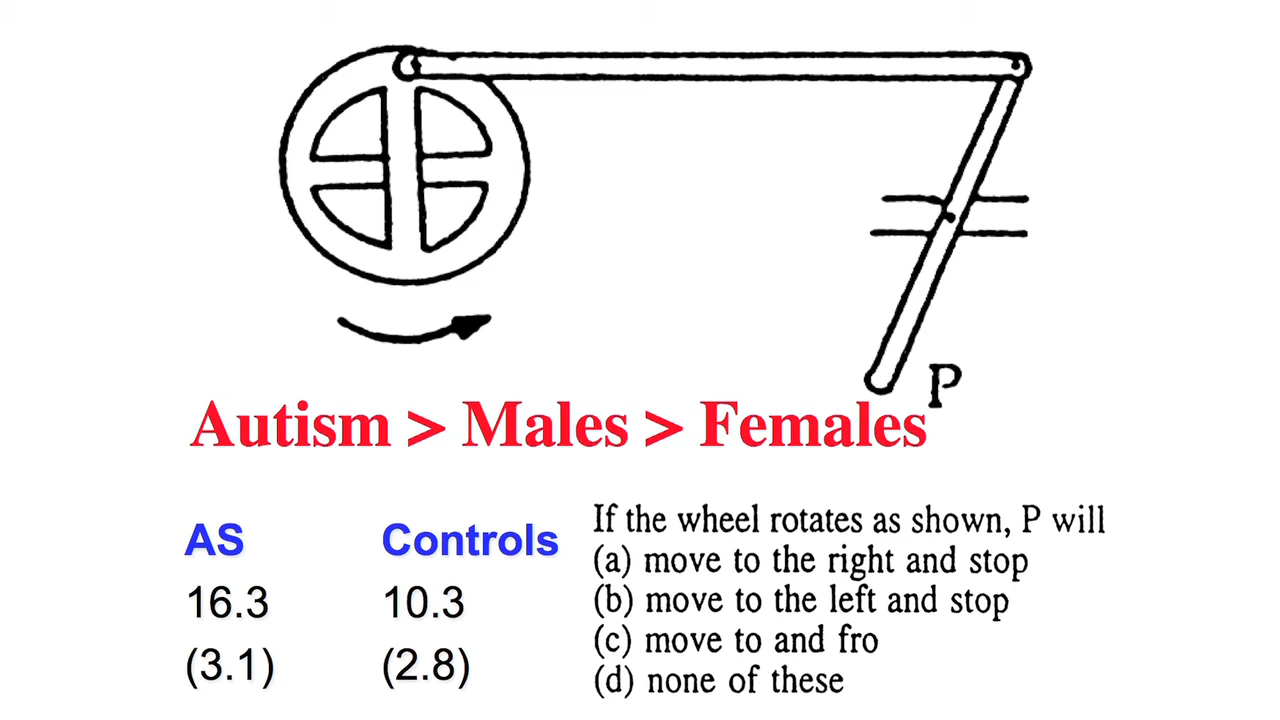 P
Autism > Males > Females
AS Controls
16.3 10.3
(3.1) (2.8)
If the wheel rotates as shown, P will
(a) move to the right and stop
(b) move to the left and stop
(c) move to and fro
(d) none of these